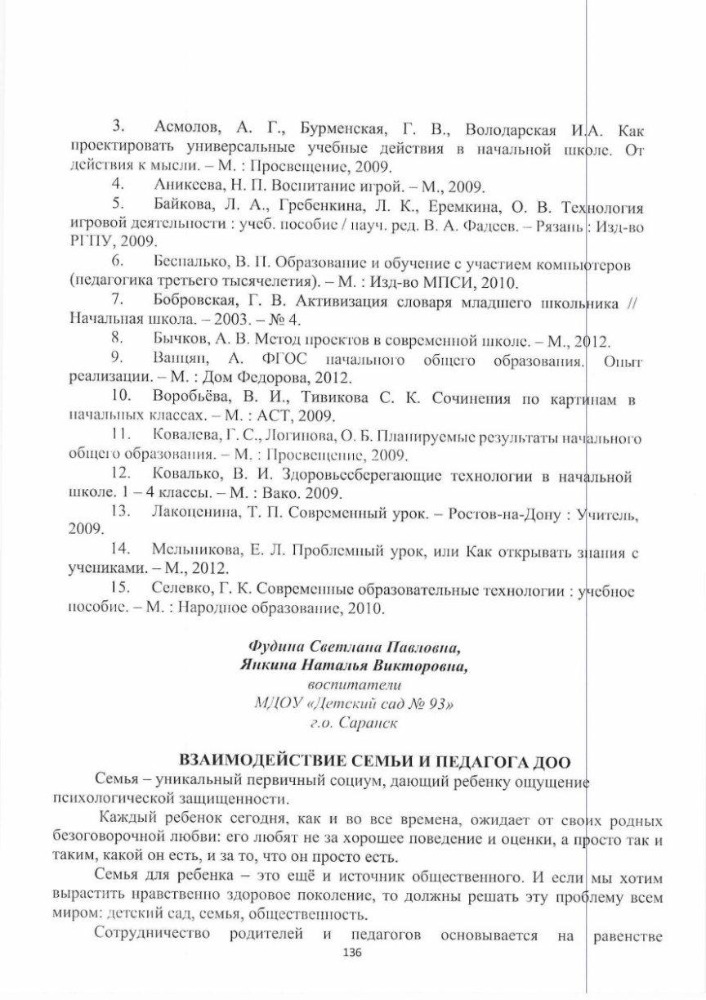 3. Асмолов, А. Г., Бурменская, Г. В., Володарская И.А. Как
проектировать универсальные учебные действия в начальной школе. От
действия к мысли. – М. : Просвещение, 2009.
4. Аникеева, Н. П. Воспитание игрой. – М., 2009.
5. Байкова, Л. А., Гребенкина, Л. К., Еремкина, О. В. Технология
игровой деятельности : учеб. пособие / науч. ред. В. А. Фадеев. – Рязань : Изд-во
РГПУ, 2009.
6. Беспалько, В. П. Образование и обучение с участием компьютеров
(педагогика третьего тысячелетия). – М. : Изд-во МПСИ, 2010.
7. Бобровская, Г. В. Активизация словаря младшего школьника //
Начальная школа. – 2003. – № 4.
8. Бычков, А. В. Метод проектов в современной школе. – М., 2012.
9. Ванцян, А. ФГОС начального общего образования. Опыт
реализации. – М. : Дом Федорова, 2012.
10. Воробьёва, В. И., Тивикова С. К. Сочинения по картинам в
начальных классах. – М. : АСТ, 2009.
11. Ковалева, Г. С., Логинова, О. Б. Планируемые результаты начального
общего образования. – М. : Просвещение, 2009.
12. Ковалько, В. И. Здоровьесберегающие технологии в начальной
школе. 1 – 4 классы. – М. : Вако. 2009.
13. Лакоценина, Т. П. Современный урок. – Ростов-на-Дону : Учитель,
2009.
14. Мельникова, Е. Л. Проблемный урок, или Как открывать знания с
учениками. – М., 2012.
15. Селевко, Г. К. Современные образовательные технологии : учебное
пособие. – М. : Народное образование, 2010.
Фудина Светлана Павловна,
Янкина Наталья Викторовна,
воспитатели
МДОУ «Детский сад № 93»
г.о. Саранск
ВЗАИМОДЕЙСТВИЕ СЕМЬИ И ПЕДАГОГА ДОО
Семья – уникальный первичный социум, дающий ребенку ощущение
психологической защищенности.
Каждый ребенок сегодня, как и во все времена, ожидает от своих родных
безоговорочной любви: его любят не за хорошее поведение и оценки, а просто так и
таким, какой он есть, и за то, что он просто есть.
Семья для ребенка – это ещё и источник общественного. И если мы хотим
вырастить нравственно здоровое поколение, то должны решать эту проблему всем
миром: детский сад, семья, общественность.
Сотрудничество родителей и педагогов основывается на равенстве
136